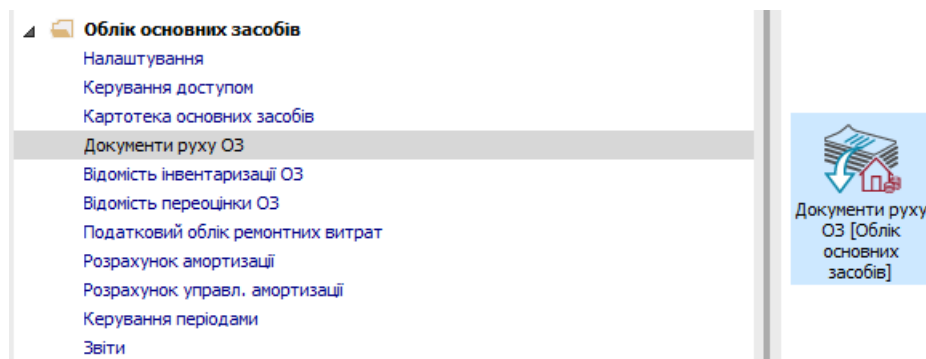 Облік основних засобів
Налаштування
Керування доступом
Картотека основних засобів
Документи руху ОЗ
Відомість інвентаризації ОЗ
Відомість переоцінки ОЗ
Податковий облік ремонтних витрат
Розрахунок амортизації
Розрахунок управл. амортизації
Керування періодами
Звіти
Документи руху
ОЗ [Облік
основних
засобів]